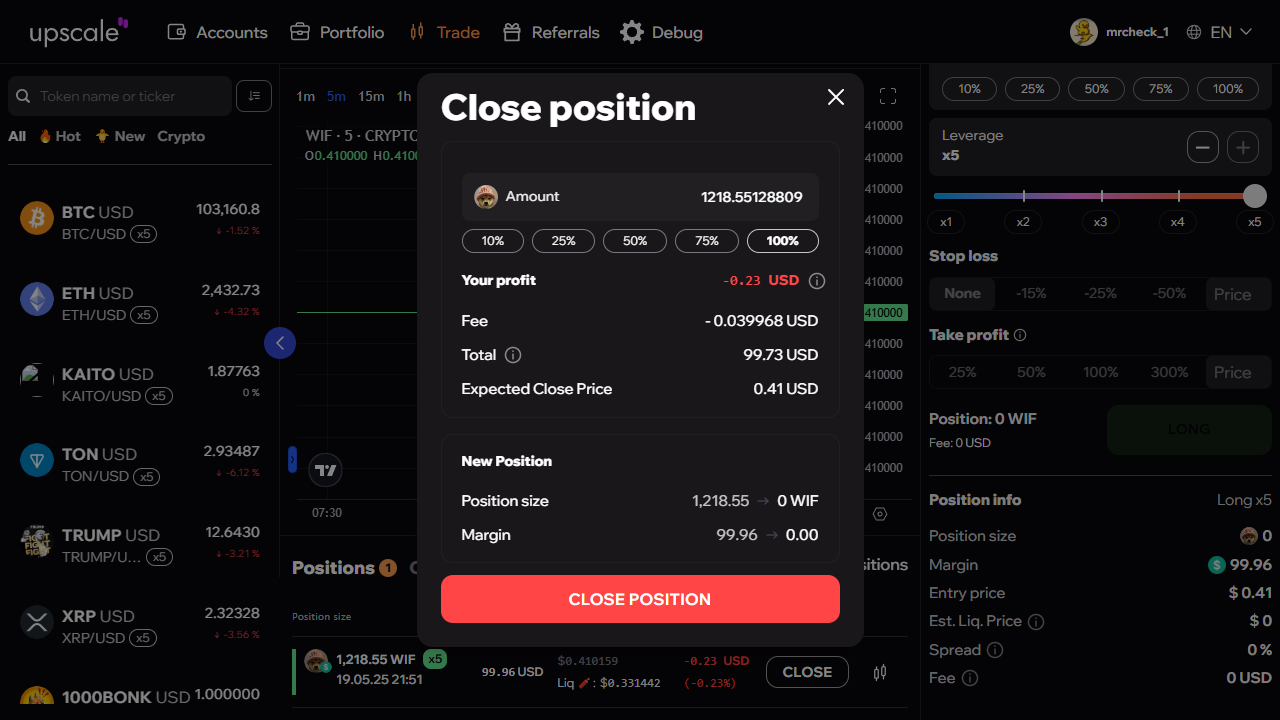 upscale
Accounts
Portfolio
Trade
Referrals
Debug
mrcheck_1
EN
Token name or ticker
All
Hot
New
Crypto
BTC USD
103,160.8
BTC/USD
x5
-1.52 %
ETH USD
2,432.73
ETH/USD
x5
-4.32 %
KAITO USD
1.87763
KAITO/USD
x5
0 %
TON USD
2.93487
TON/USD
x5
-6.12 %
TRUMP USD
12.6430
TRUMP/U...
x5
-3.21 %
XRP USD
2.32328
XRP/USD
x5
-3.56 %
1000BONK USD
1.000000
1m
5m
15m
1h
WIF · 5 · CRYPTO
O0.410000
410000
410000
410000
410000
410000
410000
410000
410000
410000
410000
410000
410000
07:30
Close position
Amount
1218.55128809
10%
25%
50%
75%
100%
Your profit
-0.23 USD
Fee
- 0.039968 USD
Total
99.73 USD
Expected Close Price
0.41 USD
New Position
Position size
1,218.55 → 0 WIF
Margin
99.96 → 0.00
CLOSE POSITION
Positions
1
Position size
1,218.55 WIF
x5
19.05.25 21:51
99.96 USD
$0.410159
Liq
: $0.331442
-0.23 USD
(-0.23%)
CLOSE
10%
25%
50%
75%
100%
Leverage
x5
x1
x2
x3
x4
x5
Stop loss
None
-15%
-25%
-50%
Price
Take profit
25%
50%
100%
300%
Price
Position: 0 WIF
Fee: 0 USD
LONG
Position info
Long x5
Position size
0
Margin
99.96
Entry price
$ 0.41
Est. Liq. Price
$ 0
Spread
0 %
Fee
0 USD